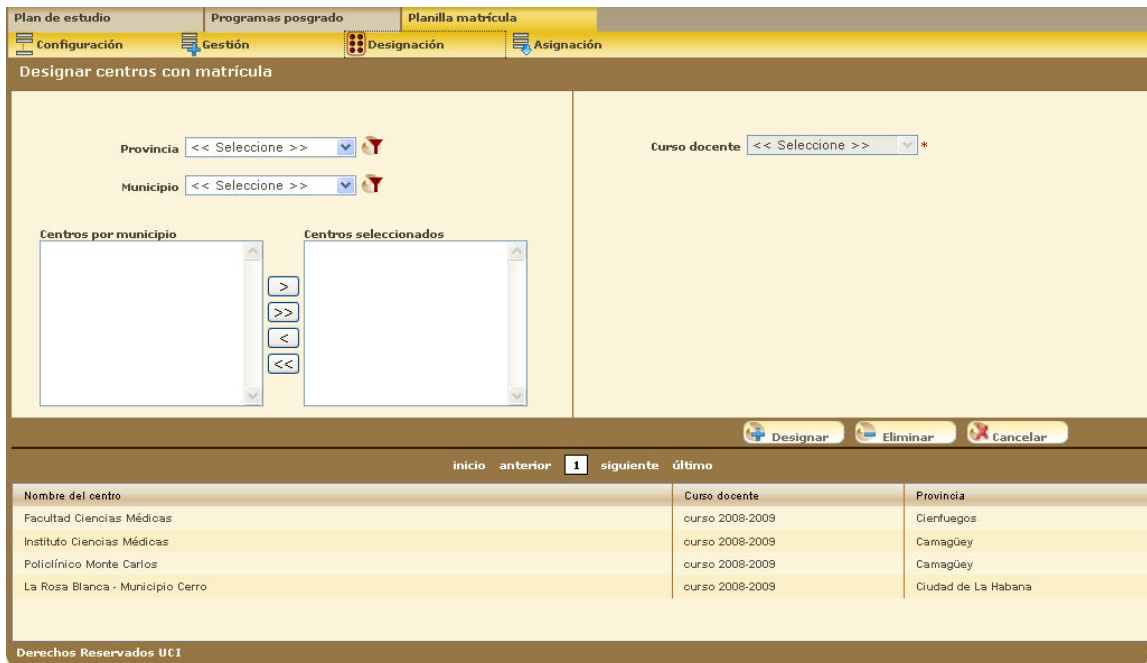 Plan de estudio Programas posgrado Planilla matrícula
Configuración Gestión Designación Asignación
Designar centros con matrícula
Provincia << Seleccione >>
Curso docente << Seleccione >> *
Municipio << Seleccione >>
Centros por municipio Centros seleccionados
>
>>
<
<<
Designar Eliminar Cancelar
inicio anterior 1 siguiente último
Nombre del centro Curso docente Provincia
Facultad Ciencias Médicas curso 2008-2009 Cienfuegos
Instituto Ciencias Médicas curso 2008-2009 Camagüey
Policlínico Monte Carlos curso 2008-2009 Camagüey
La Rosa Blanca - Municipio Cerro curso 2008-2009 Ciudad de La Habana
Derechos Reservados UCI